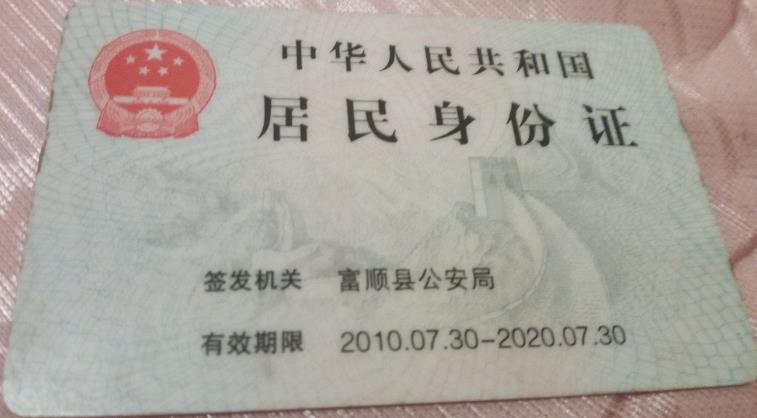 中华人民共和国
居民身份证
签发机关 富顺县公安局
有效期限 2010.07.30-2020.07.30